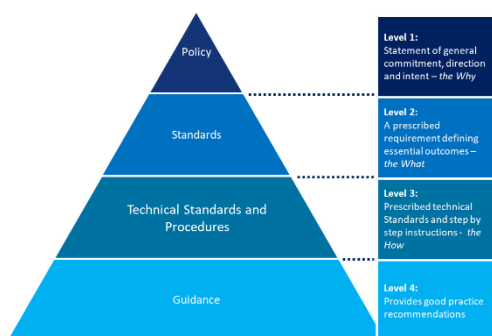 Policy
Level 1:
Statement of general
commitment, direction
and intent – the Why
Standards
Level 2:
A prescribed
requirement defining
essential outcomes –
the What
Technical Standards and
Procedures
Level 3:
Prescribed technical
Standards and step by
step instructions - the
How
Guidance
Level 4:
Provides good practice
recommendations